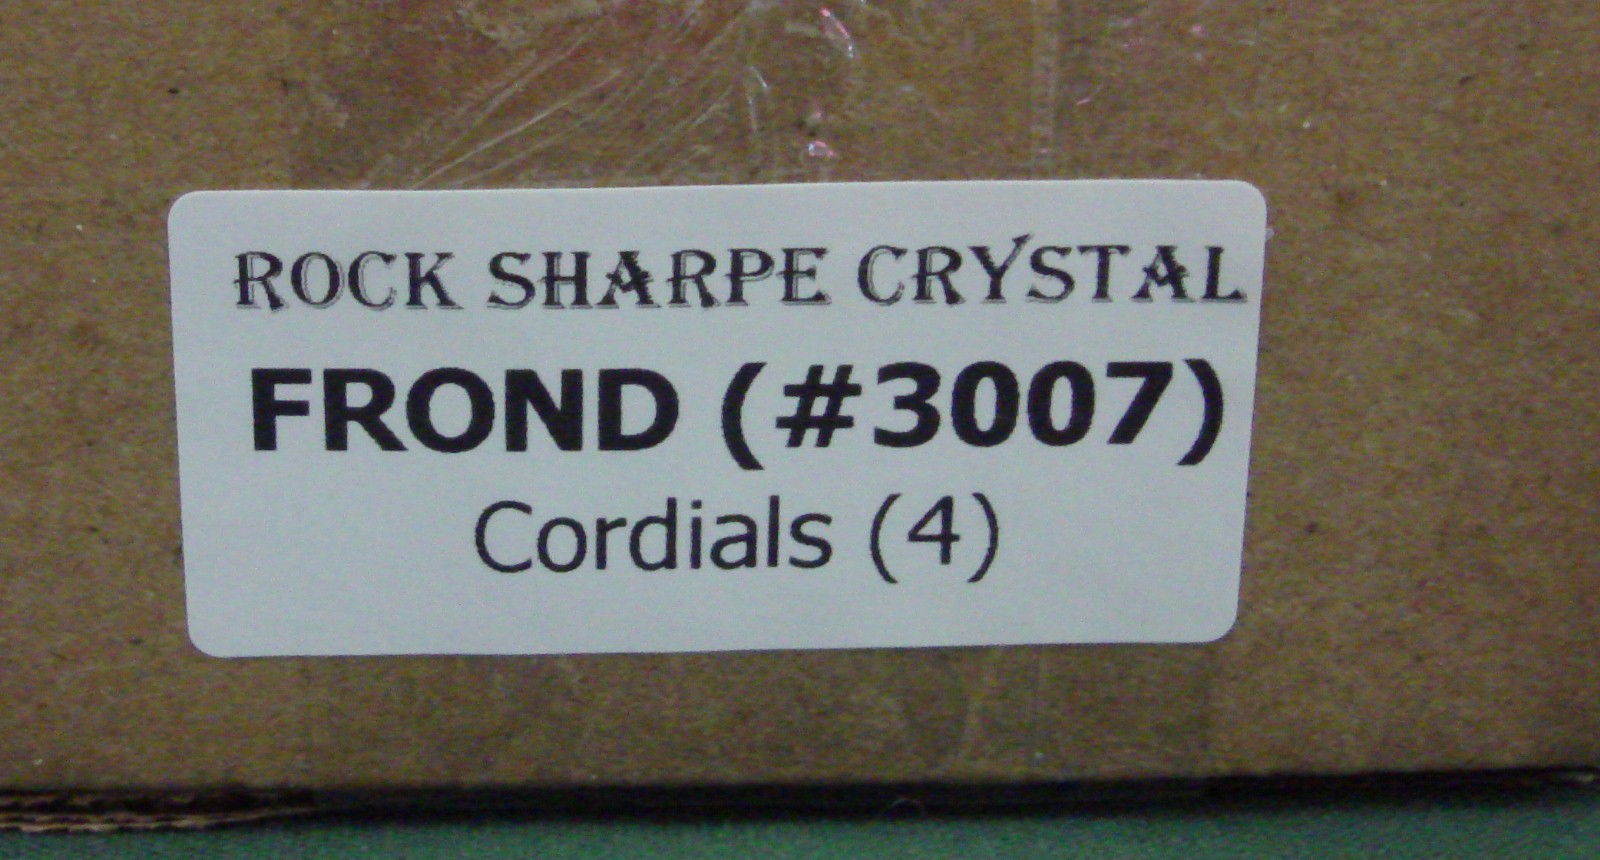 ROCK SHARPE CRYSTAL
FROND (#3007)
Cordials (4)